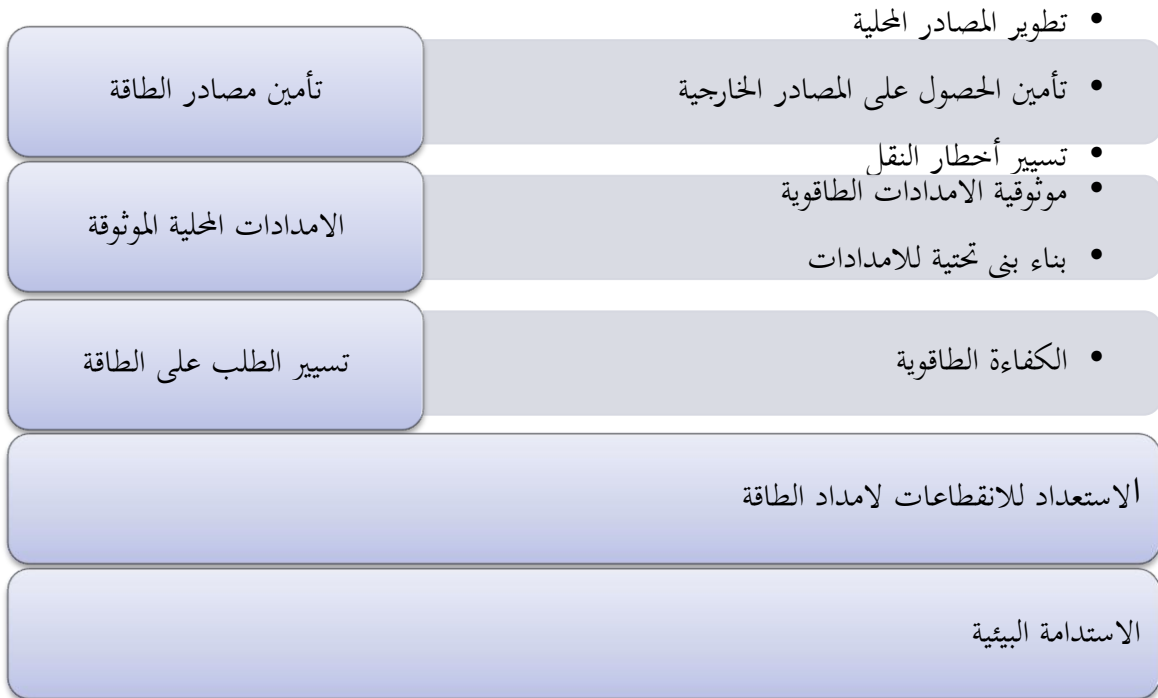 • تطوير المصادر المحلية
• تأمين الحصول على المصادر الخارجية
• تسيير أخطار النقل
تأمين مصادر الطاقة
• موثوقية الامدادات الطاقوية
• بناء بنى تحتية للامدادات
الامدادات المحلية الموثوقة
• الكفاءة الطاقوية
تسيير الطلب على الطاقة
الاستعداد للانقطاعات لامداد الطاقة
الاستدامة البيئية